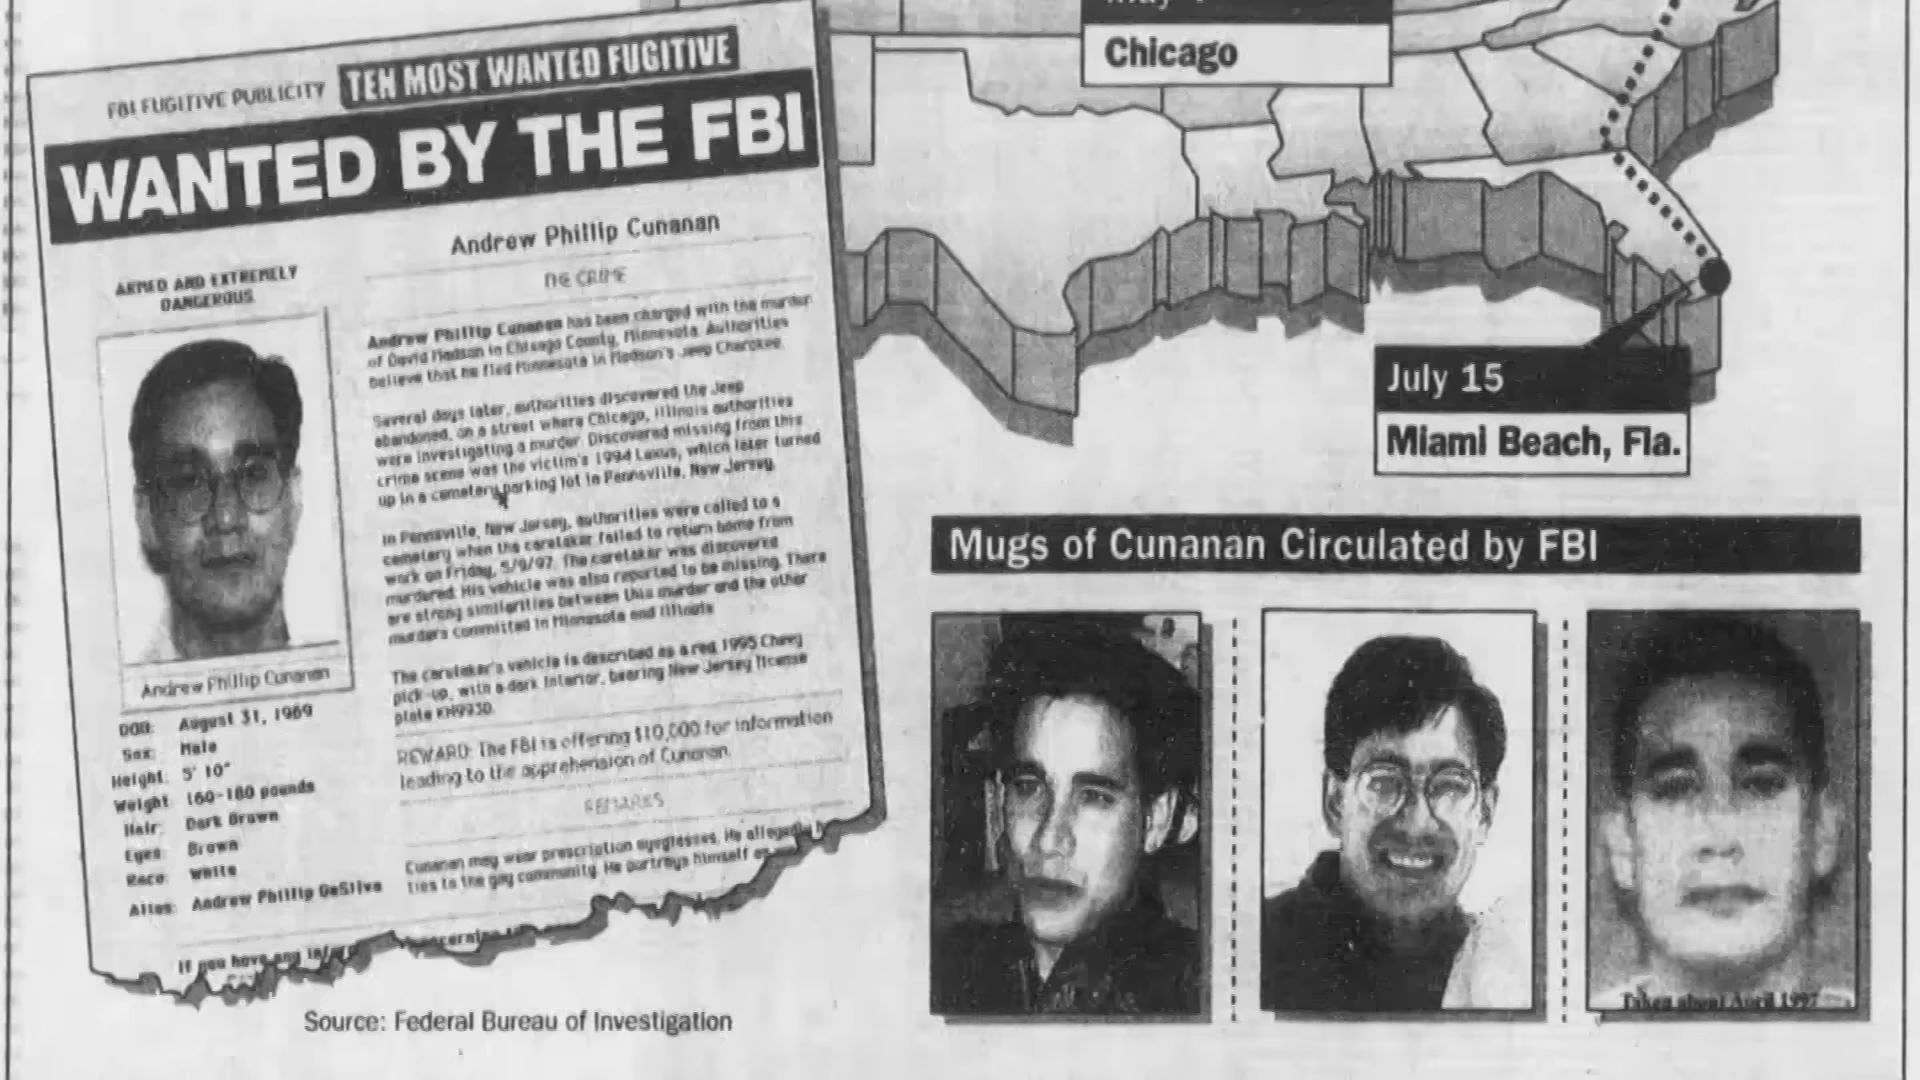 FBI FUGITIVE PUBLICITY TEN MOST WANTED FUGITIVE
WANTED BY THE FBI
Andrew Phillip Cunanan
ARMED AND EXTREMELY
DANGEROUS
Andrew Phillip Cunanan
DOB: August 31, 1969
Sex: Male
Height: 5' 10"
Weight 160-180 pounds
Hair: Dark Brown
Eyes: Brown
Race: White
Alias: Andrew Phillip DeSilva
THE CRIME
Andrew Phillip Cunanan has been charged with the murder
of David Madson in Chisago County, Minnesota. Authorities
believe that he fled Minnesota in Madson's Jeep Cherokee.
Several days later, authorities discovered the Jeep
abandoned, on a street where Chicago, Illinois authorities
were investigating a murder. Discovered missing from this
crime scene was the victim's 1994 Lexus, which later turned
up in a cemetery parking lot in Pennsville, New Jersey.
In Pennsville, New Jersey, authorities were called to a
cemetery when the caretaker failed to return home from
work on Friday, 5/9/97. The caretaker was discovered
murdered. His vehicle was also reported to be missing. There
are strong similarities between this murder and the other
murders committed in Minnesota and Illinois
The caretaker's vehicle is described as a red 1995 Chevy
pick-up, with a dark interior, bearing New Jersey license
plate KH993D.
REWARD: The FBI is offering $10,000 for information
leading to the apprehension of Cunanan.
REMARKS
Cunanan may wear prescription eyeglasses. He allegedly h
ties to the gay community. He portrays himself as
If you have any inform concerning
Source: Federal Bureau of Investigation
Chicago
July 15
Miami Beach, Fla.
Mugs of Cunanan Circulated by FBI
Taken about April 1997